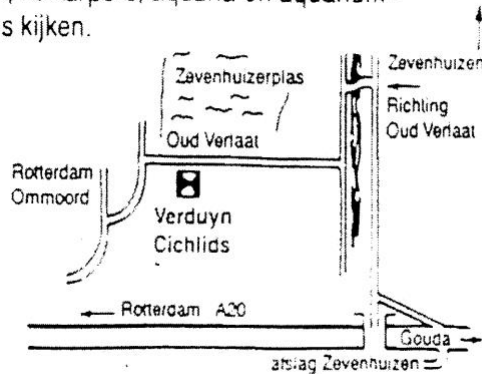 s kijken.
Zevenhuizen
Zevenhuizerplas
Richting
Oud Verlaat
Oud Verlaat
Rotterdam
Ommoord
Verduyn
Cichlids
Rotterdam A20
Gouda
afslag Zevenhuizen